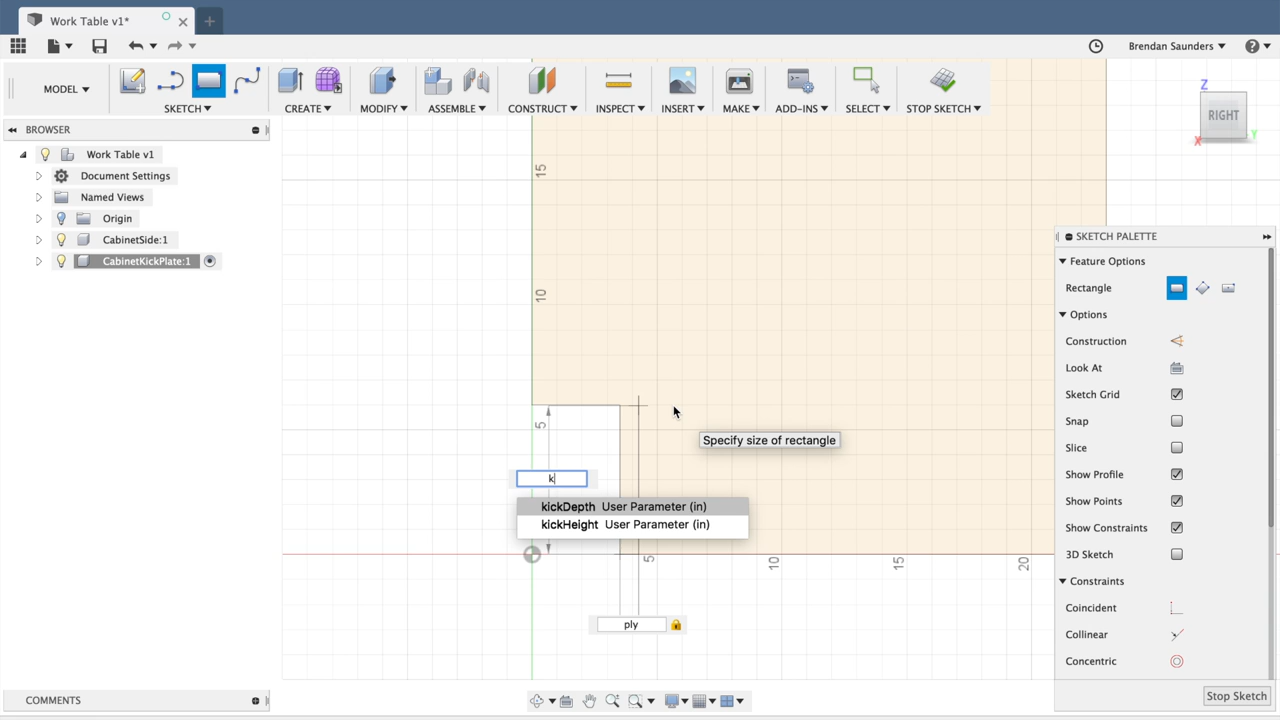 Work Table v1*
Brendan Saunders
MODEL
SKETCH
CREATE
MODIFY
ASSEMBLE
CONSTRUCT
INSPECT
INSERT
MAKE
ADD-INS
SELECT
STOP SKETCH
BROWSER
Work Table v1
Document Settings
Named Views
Origin
CabinetSide:1
CabinetKickPlate:1
Z
RIGHT
X
Y
15
10
5
Specify size of rectangle
k
kickDepth User Parameter (in)
kickHeight User Parameter (in)
5
10
15
20
ply
SKETCH PALETTE
Feature Options
Rectangle
Options
Construction
Look At
Sketch Grid
Snap
Slice
Show Profile
Show Points
Show Constraints
3D Sketch
Constraints
Coincident
Collinear
Concentric
Stop Sketch
COMMENTS